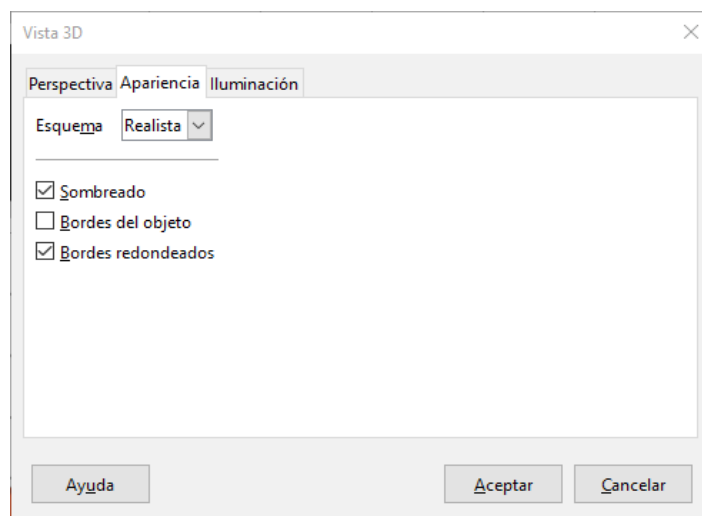 Vista 3D
Perspectiva Apariencia Iluminación
Esquema Realista
Sombreado
Bordes del objeto
Bordes redondeados
Ayuda Aceptar Cancelar